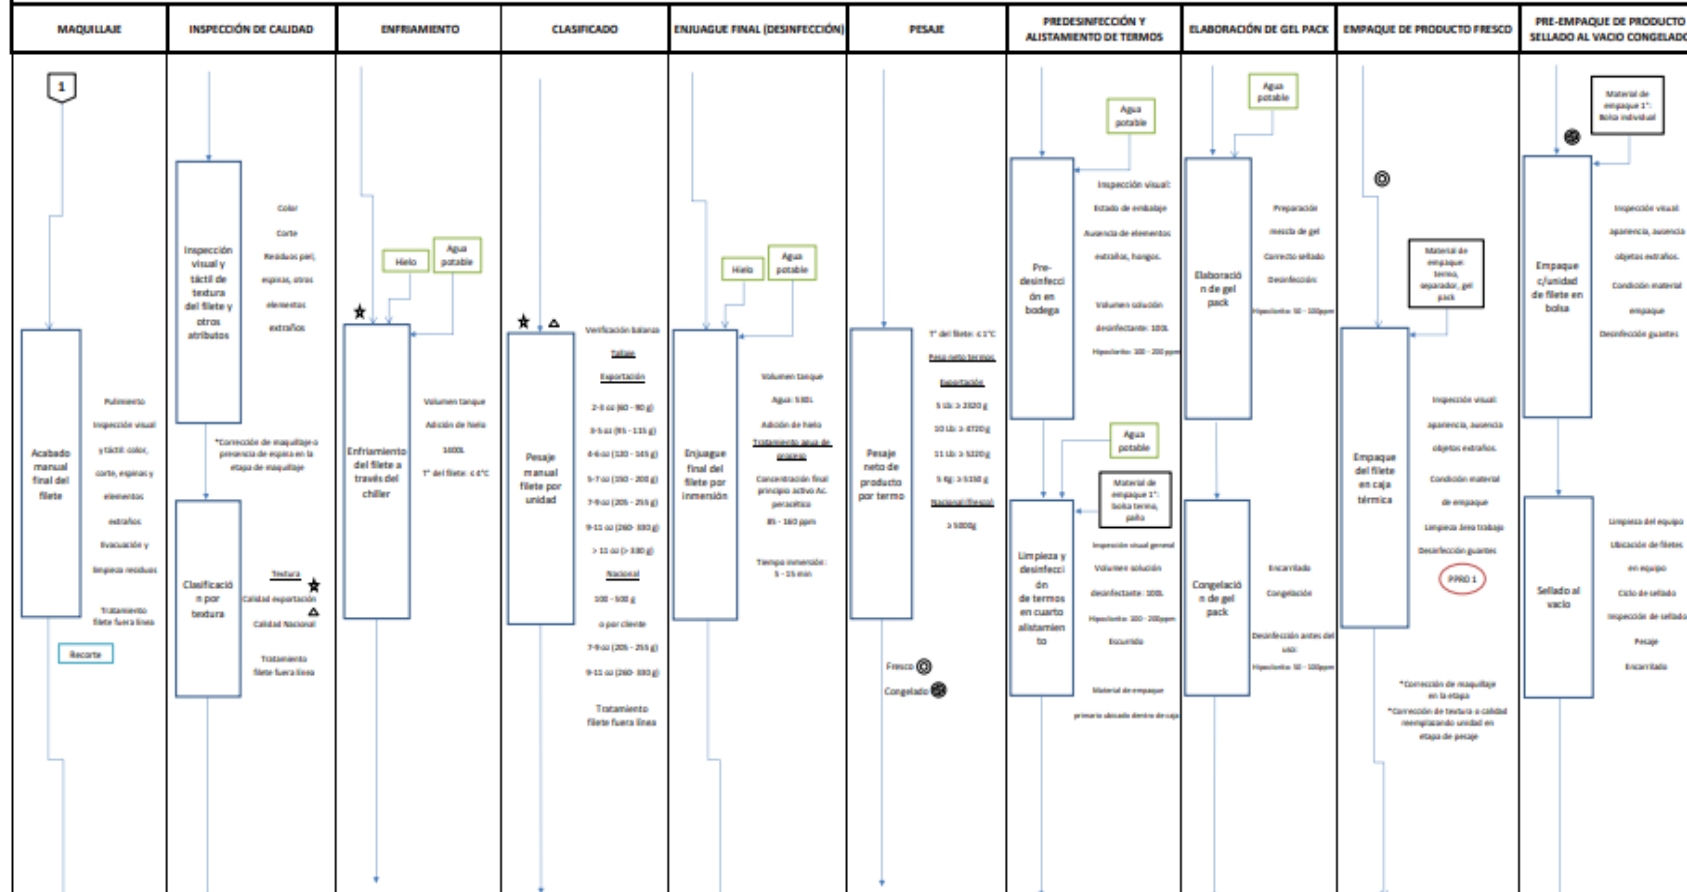 MAQUILLAJE
INSPECCIÓN DE CALIDAD
ENFRIAMIENTO
CLASIFICADO
ENJUAGUE FINAL (DESINFECCIÓN)
PESAJE
PREDESINFECCIÓN Y
ALISTAMIENTO DE TERMOS
ELABORACIÓN DE GEL PACK
EMPAQUE DE PRODUCTO FRESCO
PRE-EMPAQUE DE PRODUCTO
SELLADO AL VACIO CONGELADO
1
Acabado
manual
final del
filete
Pulimiento
Inspección visual
y táctil: color,
corte, espinas y
elementos
extraños
Evacuación y
limpieza residuos
Tratamiento
filete fuera línea
Recorte
Inspección
visual y
táctil de
textura
del filete y
otros
atributos
Color
Corte
Residuos piel,
espinas, otros
elementos
extraños
*Corrección de maquillaje o
presencia de espina en la
etapa de maquillaje
Clasificació
n por
textura
Textura
Calidad exportación
Calidad Nacional
Tratamiento
filete fuera línea
Hielo
Agua
potable
Enfriamiento
del filete a
través del
chiller
Volumen tanque
Adición de hielo
1600L
T° del filete: ≤ 4°C
Pesaje
manual
filete por
unidad
Verificación balanza
Tallaje
Exportación
2-3 oz (60 - 90 g)
3-5 oz (95 - 115 g)
4-6 oz (120 - 145 g)
5-7 oz (150 - 200 g)
7-9 oz (205 - 255 g)
9-11 oz (260- 330 g)
> 11 oz (> 330 g)
Nacional
100 - 500 g
o por cliente
7-9 oz (205 - 255 g)
9-11 oz (260- 330 g)
Tratamiento
filete fuera línea
Hielo
Agua
potable
Enjuague
final del
filete por
inmersión
Volumen tanque
Agua: 530L
Adición de hielo
Tratamiento agua de
proceso
Concentración final
principio activo Ac.
peracético
85 - 160 ppm
Tiempo inmersión:
5 - 15 min
Pesaje
neto de
producto
por termo
T° del filete: ≤ 1°C
Peso neto termos
Exportación
5 Lb: ≥ 2320 g
10 Lb: ≥ 4720 g
11 Lb: ≥ 5220 g
5 Kg: ≥ 5150 g
Nacional (fresco)
≥ 5000g
Fresco
Congelado
Agua
potable
Pre-
desinfecci
ón en
bodega
Inspección visual:
Estado de embalaje
Ausencia de elementos
extraños, hongos.
Volumen solución
desinfectante: 100L
Hipoclorito: 100 - 200 ppm
Agua
potable
Material de
empaque 1°:
bolsa termo,
paño
Limpieza y
desinfecci
ón
de termos
en cuarto
alistamien
to
Inspección visual general
Volumen solución
desinfectante: 100L
Hipoclorito: 100 - 200ppm
Escurrido
Material de empaque
primario ubicado dentro de caja
Agua
potable
Elaboració
n de gel
pack
Preparación
mezcla de gel
Correcto sellado
Desinfección:
Hipoclorito: 50 - 100ppm
Congelació
n de gel
pack
Encarrilado
Congelación
Desinfección antes del
uso:
Hipoclorito: 50 - 100ppm
Material de
empaque:
termo,
separador, gel
pack
Empaque
del filete
en caja
térmica
Inspección visual:
apariencia, ausencia
objetos extraños.
Condición material
de empaque
Limpieza área trabajo
Desinfección guantes
PPRO 1
*Corrección de maquillaje
en la etapa
*Corrección de textura o calidad
reemplazando unidad en
etapa de pesaje
Material de
empaque 1°:
Bolsa individual
Empaque
c/unidad
de filete en
bolsa
Inspección visual:
apariencia, ausencia
objetos extraños.
Condición material
empaque
Desinfección guantes
Sellado al
vacío
Limpieza del equipo
Ubicación de filetes
en equipo
Ciclo de sellado
Inspección de sellado
Pesaje
Encarrilado